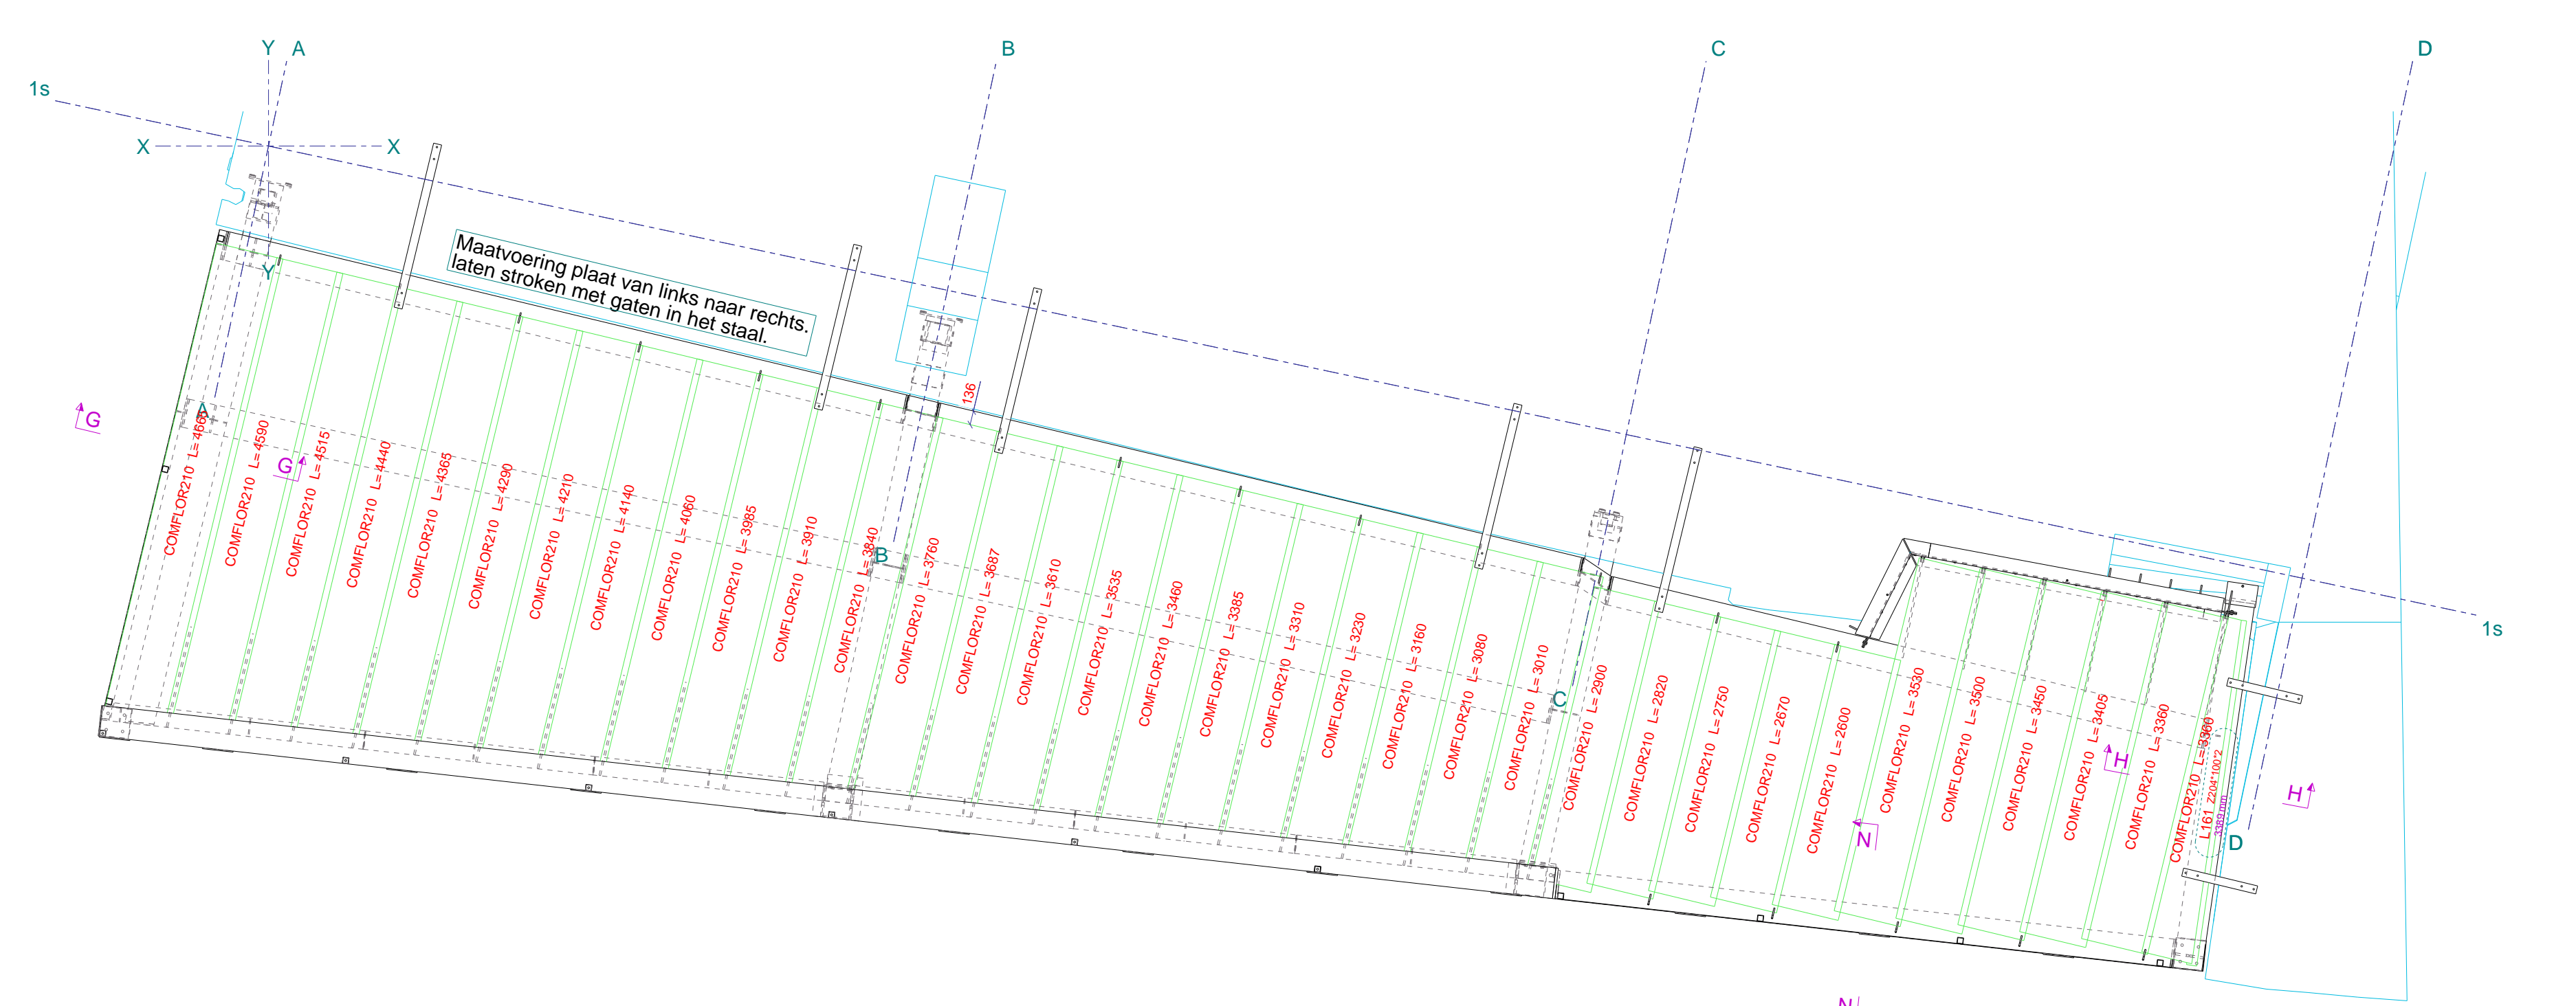 Y A
B
C
D
1s
X
X
Maatvoering plaat van links naar rechts.
laten stroken met gaten in het staal.
Y
136
A
G
G
B
1s
C
D
H
H
N
N
COMFLOR210 L=
COMFLOR210 L=4590
COMFLOR210 L=4515
COMFLOR210 L=4440
COMFLOR210 L=4365
COMFLOR210 L=4290
COMFLOR210 L=4210
COMFLOR210 L=4140
COMFLOR210 L=4060
COMFLOR210 L=3985
COMFLOR210 L=3910
COMFLOR210 L=3840
COMFLOR210 L=3760
COMFLOR210 L=3687
COMFLOR210 L=3610
COMFLOR210 L=3535
COMFLOR210 L=3460
COMFLOR210 L=3385
COMFLOR210 L=3310
COMFLOR210 L=3230
COMFLOR210 L=3160
COMFLOR210 L=3080
COMFLOR210 L=3010
COMFLOR210 L=2900
COMFLOR210 L=2820
COMFLOR210 L=2750
COMFLOR210 L=2670
COMFLOR210 L=2600
COMFLOR210 L=3530
COMFLOR210 L=3500
COMFLOR210 L=3450
COMFLOR210 L=3405
COMFLOR210 L=3360
COMFLOR210 L=3360
L161 Z204*100*2
3389mm